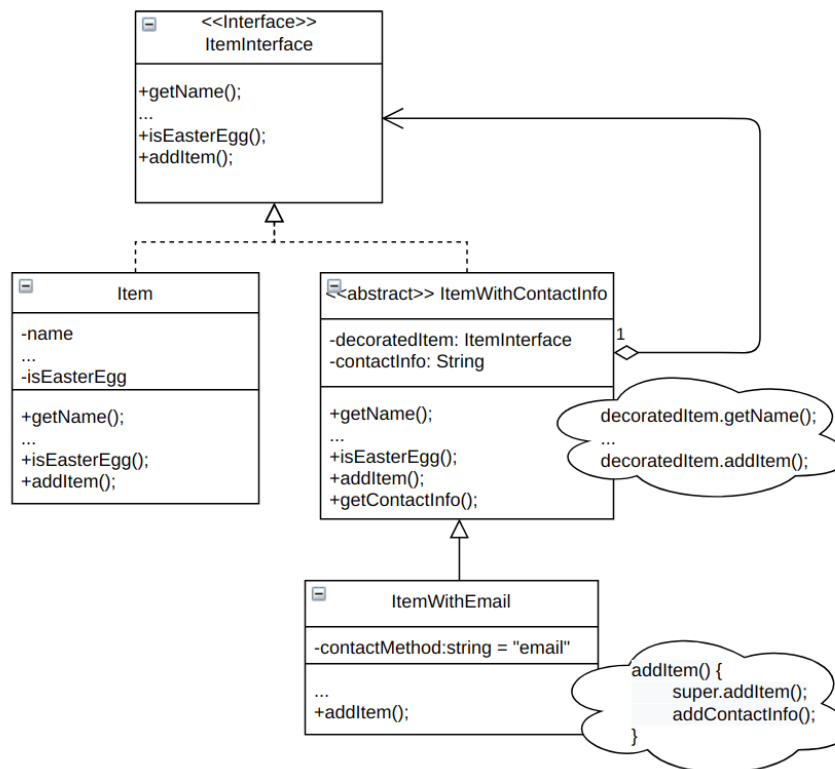 <<Interface>>
ItemInterface
+getName();
...
+isEasterEgg();
+addItem();
Item
-name
...
-isEasterEgg
+getName();
...
+isEasterEgg();
+addItem();
<<abstract>> ItemWithContactInfo
-decoratedItem: ItemInterface
-contactInfo: String
+getName();
...
+isEasterEgg();
+addItem();
+getContactInfo();
1
decoratedItem.getName();
...
decoratedItem.addItem();
ItemWithEmail
-contactMethod:string = "email"
...
+addItem();
addItem() {
super.addItem();
addContactInfo();
}